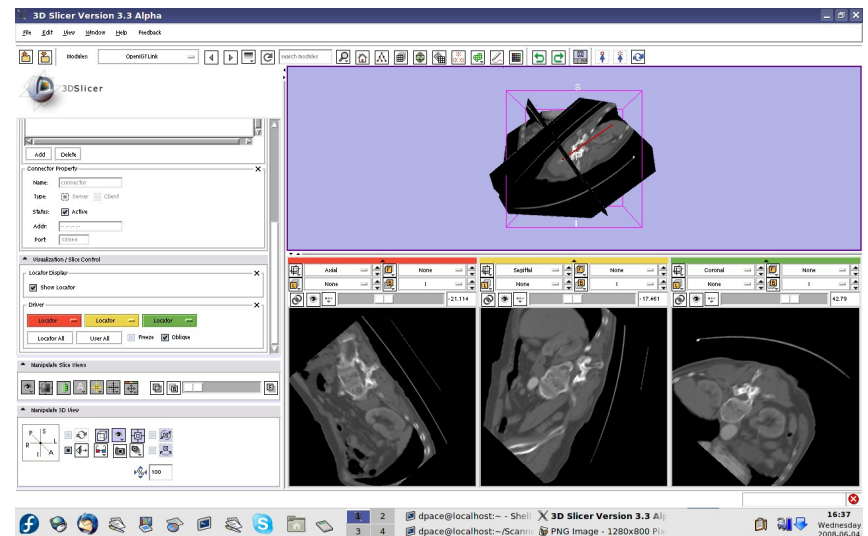 3D Slicer Version 3.3 Alpha
File Edit View Window Help Feedback
Modules: OpenIGTLink search modules
3DSlicer
Add Delete
Connector Property
Name: connector
Type: Server Client
Status: Active
Addr:
Port: 18944
Visualization / Slice Control
Locator Display
Show Locator
Driver
Locator Locator Locator
Locator All User All Freeze Oblique
Manipulate Slice Views
Manipulate 3D View
P S
R L
I A
100
S
I
Axial None
None I
-21.114
Sagittal None
None I
-17.461
Coronal None
None I
42.79
1 2
3 4
dpace@localhost:~ - Shell
3D Slicer Version 3.3 Alp
dpace@localhost:~/Scann
PNG Image - 1280x800 Pix
16:37
Wednesday
2008-06-04